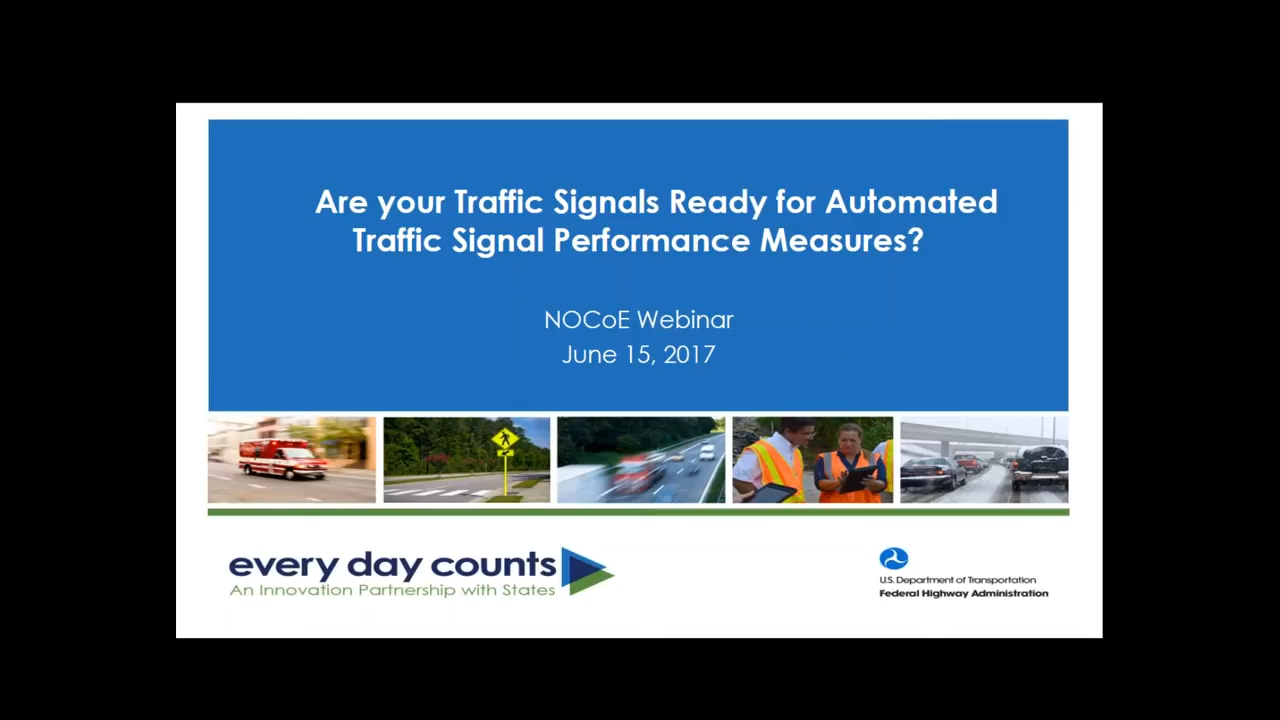 Are your Traffic Signals Ready for Automated
Traffic Signal Performance Measures?
NOCoE Webinar
June 15, 2017
every day counts
An Innovation Partnership with States
U.S. Department of Transportation
Federal Highway Administration